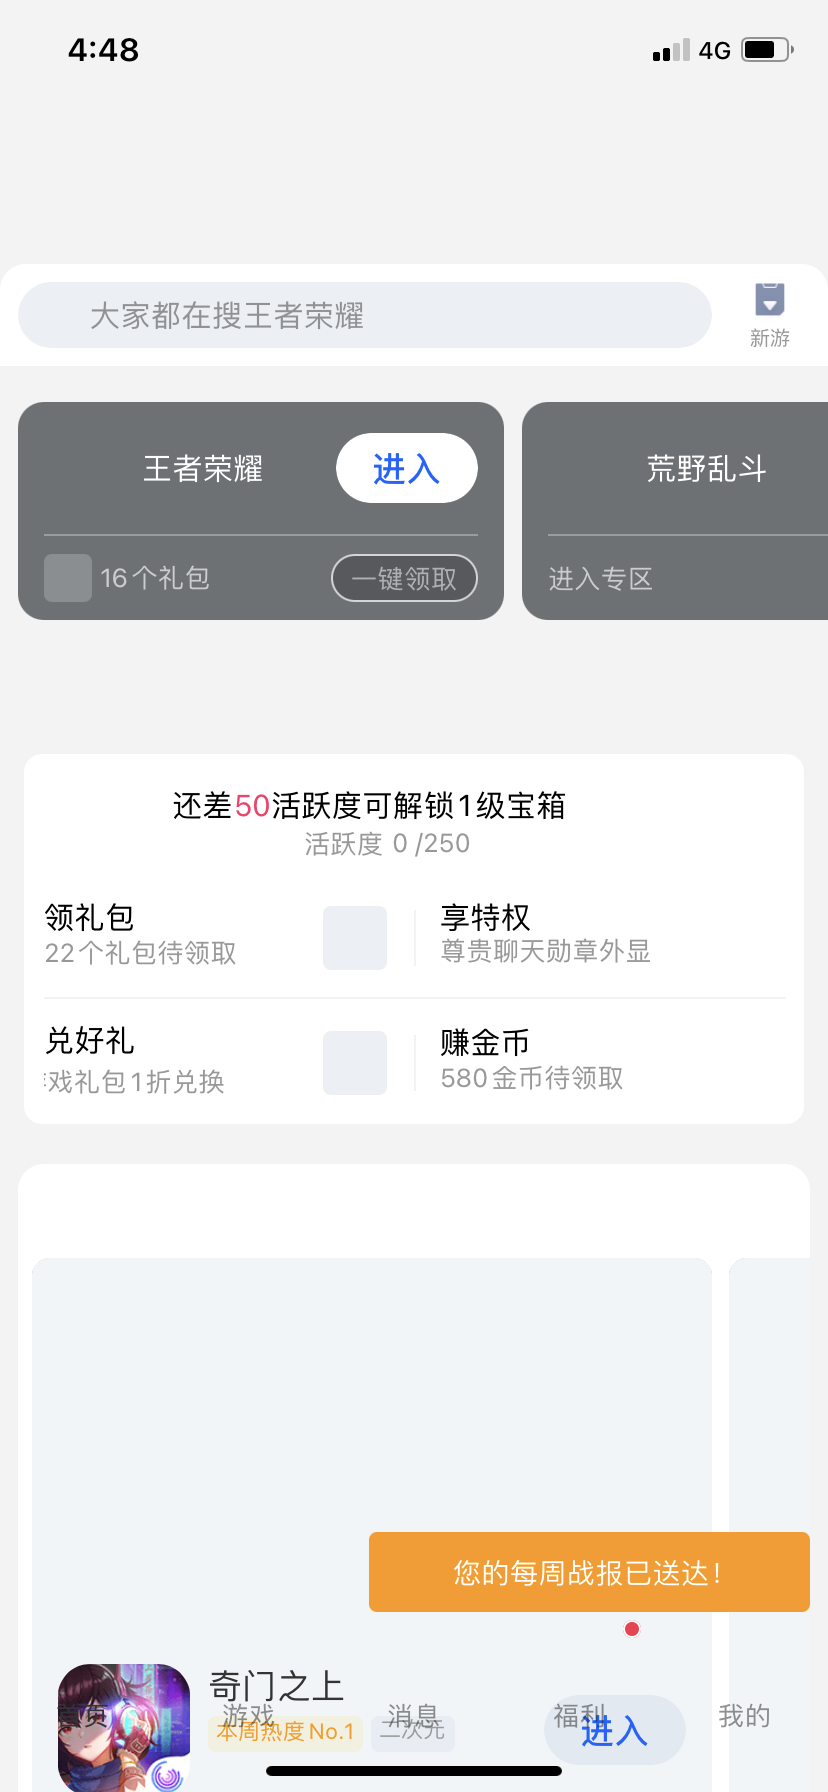 4:48
4G
大家都在搜王者荣耀
新游
王者荣耀
进入
荒野乱斗
16个礼包
一键领取
进入专区
还差50活跃度可解锁1级宝箱
活跃度 0 /250
领礼包
22个礼包待领取
享特权
尊贵聊天勋章外显
兑好礼
戏礼包1折兑换
赚金币
580金币待领取
您的每周战报已送达!
奇门之上
本周热度No.1
二次元
进入
首页
游戏
消息
福利
我的